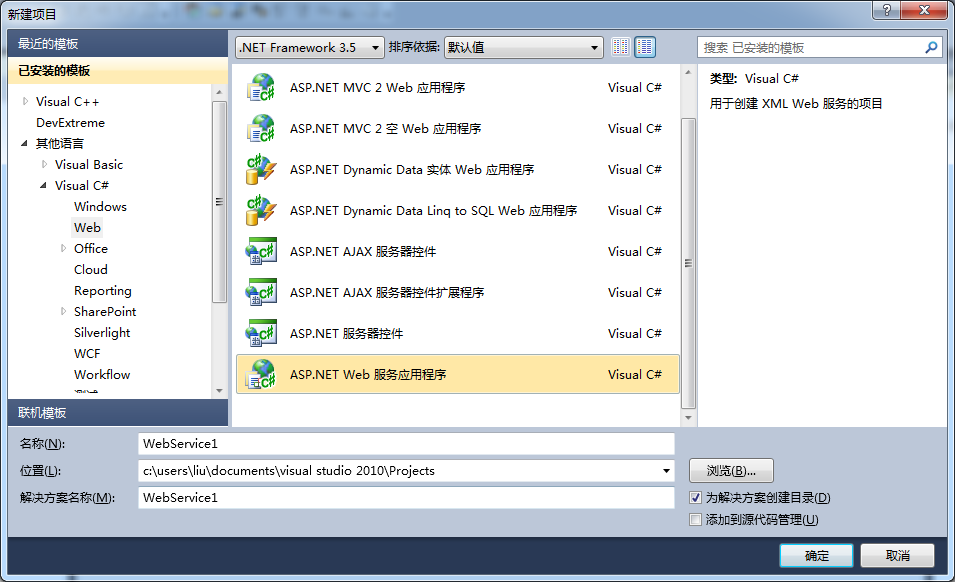 新建项目
最近的模板
已安装的模板
Visual C++
DevExtreme
其他语言
Visual Basic
Visual C#
Windows
Web
Office
Cloud
Reporting
SharePoint
Silverlight
WCF
Workflow
联机模板
.NET Framework 3.5 排序依据: 默认值
ASP.NET MVC 2 Web 应用程序 Visual C#
ASP.NET MVC 2 空 Web 应用程序 Visual C#
ASP.NET Dynamic Data 实体 Web 应用程序 Visual C#
ASP.NET Dynamic Data Linq to SQL Web 应用程序 Visual C#
ASP.NET AJAX 服务器控件 Visual C#
ASP.NET AJAX 服务器控件扩展程序 Visual C#
ASP.NET 服务器控件 Visual C#
ASP.NET Web 服务应用程序 Visual C#
搜索 已安装的模板
类型: Visual C#
用于创建 XML Web 服务的项目
名称(N): WebService1
位置(L): c:\users\liu\documents\visual studio 2010\Projects 浏览(B)...
解决方案名称(M): WebService1
为解决方案创建目录(D)
添加到源代码管理(U)
确定 取消